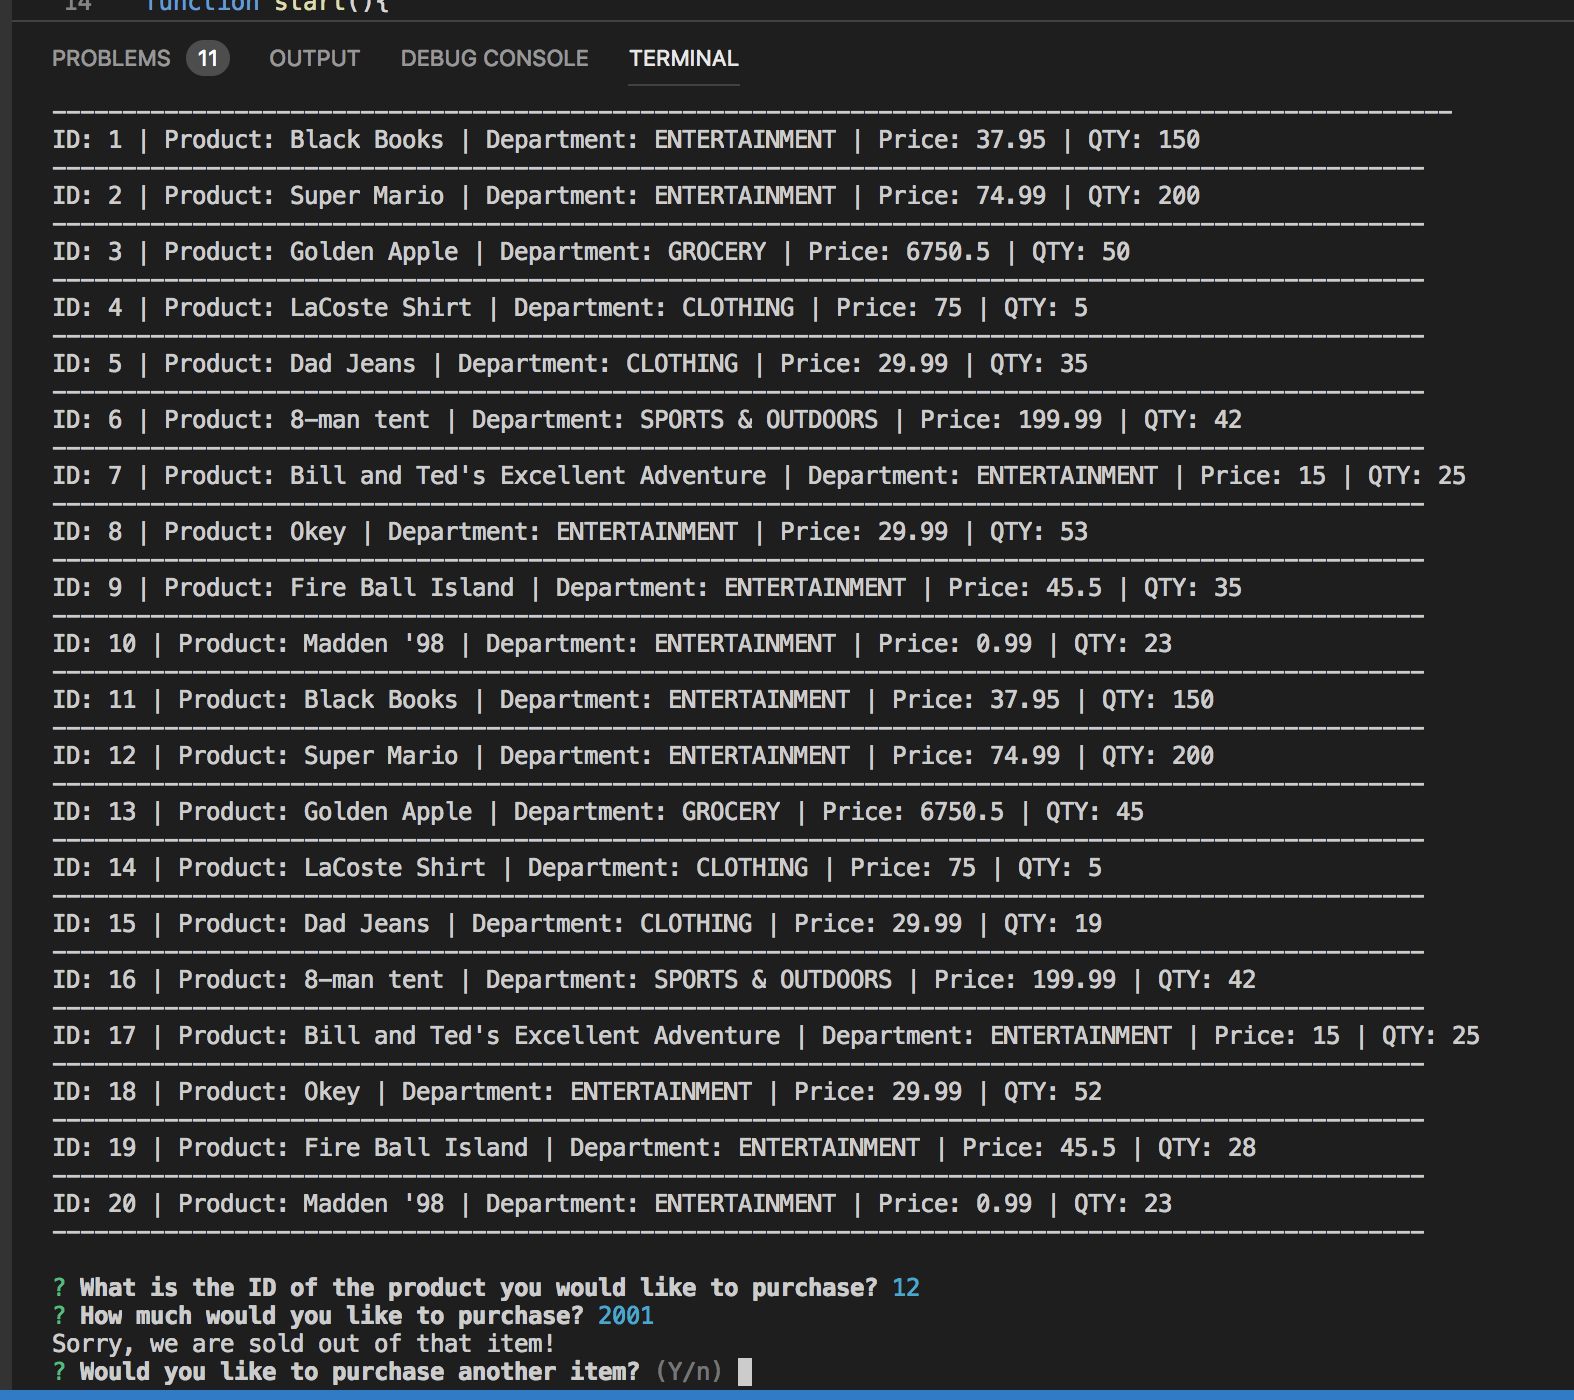 14 function start(){
PROBLEMS 11 OUTPUT DEBUG CONSOLE TERMINAL
ID: 1 | Product: Black Books | Department: ENTERTAINMENT | Price: 37.95 | QTY: 150
ID: 2 | Product: Super Mario | Department: ENTERTAINMENT | Price: 74.99 | QTY: 200
ID: 3 | Product: Golden Apple | Department: GROCERY | Price: 6750.5 | QTY: 50
ID: 4 | Product: LaCoste Shirt | Department: CLOTHING | Price: 75 | QTY: 5
ID: 5 | Product: Dad Jeans | Department: CLOTHING | Price: 29.99 | QTY: 35
ID: 6 | Product: 8-man tent | Department: SPORTS & OUTDOORS | Price: 199.99 | QTY: 42
ID: 7 | Product: Bill and Ted's Excellent Adventure | Department: ENTERTAINMENT | Price: 15 | QTY: 25
ID: 8 | Product: Okey | Department: ENTERTAINMENT | Price: 29.99 | QTY: 53
ID: 9 | Product: Fire Ball Island | Department: ENTERTAINMENT | Price: 45.5 | QTY: 35
ID: 10 | Product: Madden '98 | Department: ENTERTAINMENT | Price: 0.99 | QTY: 23
ID: 11 | Product: Black Books | Department: ENTERTAINMENT | Price: 37.95 | QTY: 150
ID: 12 | Product: Super Mario | Department: ENTERTAINMENT | Price: 74.99 | QTY: 200
ID: 13 | Product: Golden Apple | Department: GROCERY | Price: 6750.5 | QTY: 45
ID: 14 | Product: LaCoste Shirt | Department: CLOTHING | Price: 75 | QTY: 5
ID: 15 | Product: Dad Jeans | Department: CLOTHING | Price: 29.99 | QTY: 19
ID: 16 | Product: 8-man tent | Department: SPORTS & OUTDOORS | Price: 199.99 | QTY: 42
ID: 17 | Product: Bill and Ted's Excellent Adventure | Department: ENTERTAINMENT | Price: 15 | QTY: 25
ID: 18 | Product: Okey | Department: ENTERTAINMENT | Price: 29.99 | QTY: 52
ID: 19 | Product: Fire Ball Island | Department: ENTERTAINMENT | Price: 45.5 | QTY: 28
ID: 20 | Product: Madden '98 | Department: ENTERTAINMENT | Price: 0.99 | QTY: 23
? What is the ID of the product you would like to purchase? 12
? How much would you like to purchase? 2001
Sorry, we are sold out of that item!
? Would you like to purchase another item? (Y/n)